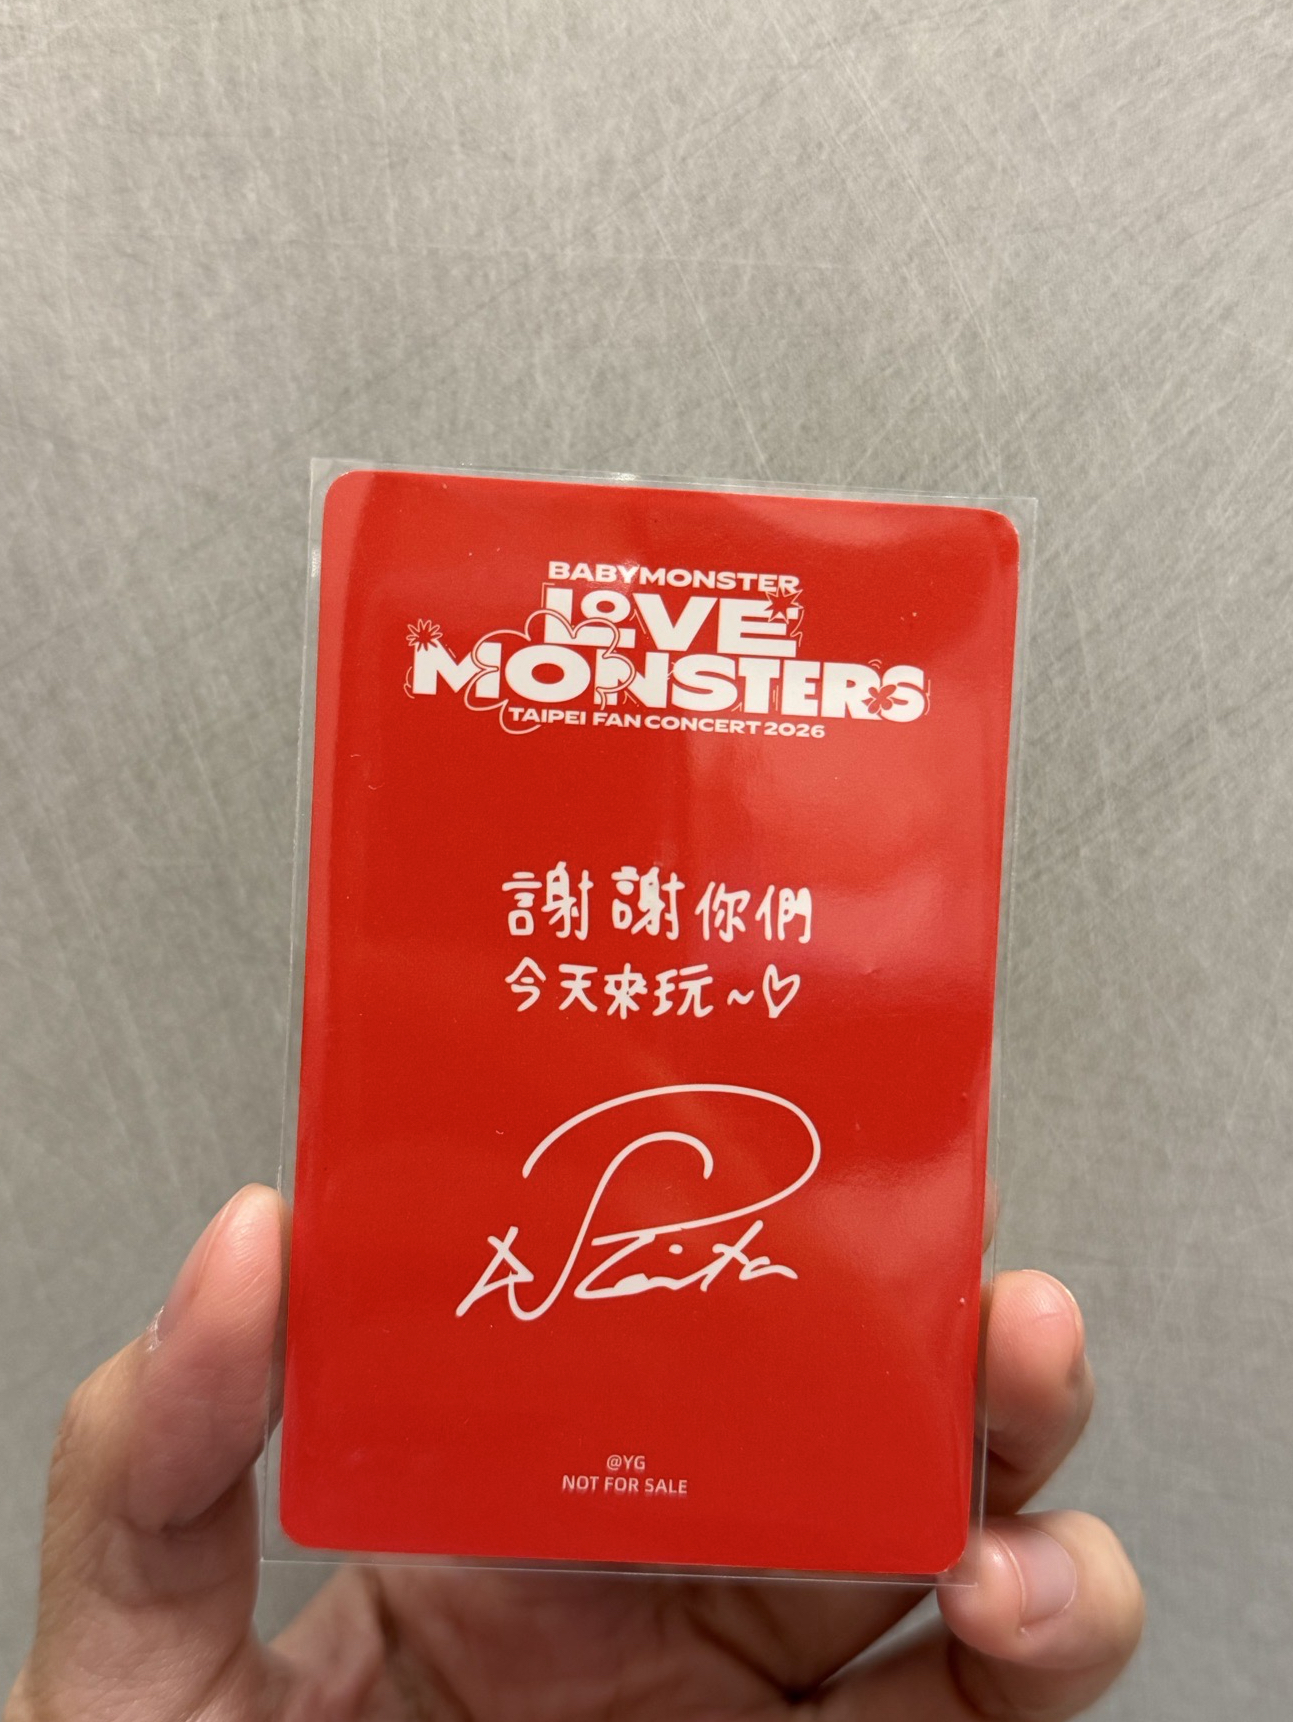 BABYMONSTER
LOVE
MONSTERS
TAIPEI FAN CONCERT 2026
謝謝你們
今天來玩~♡
@YG
NOT FOR SALE